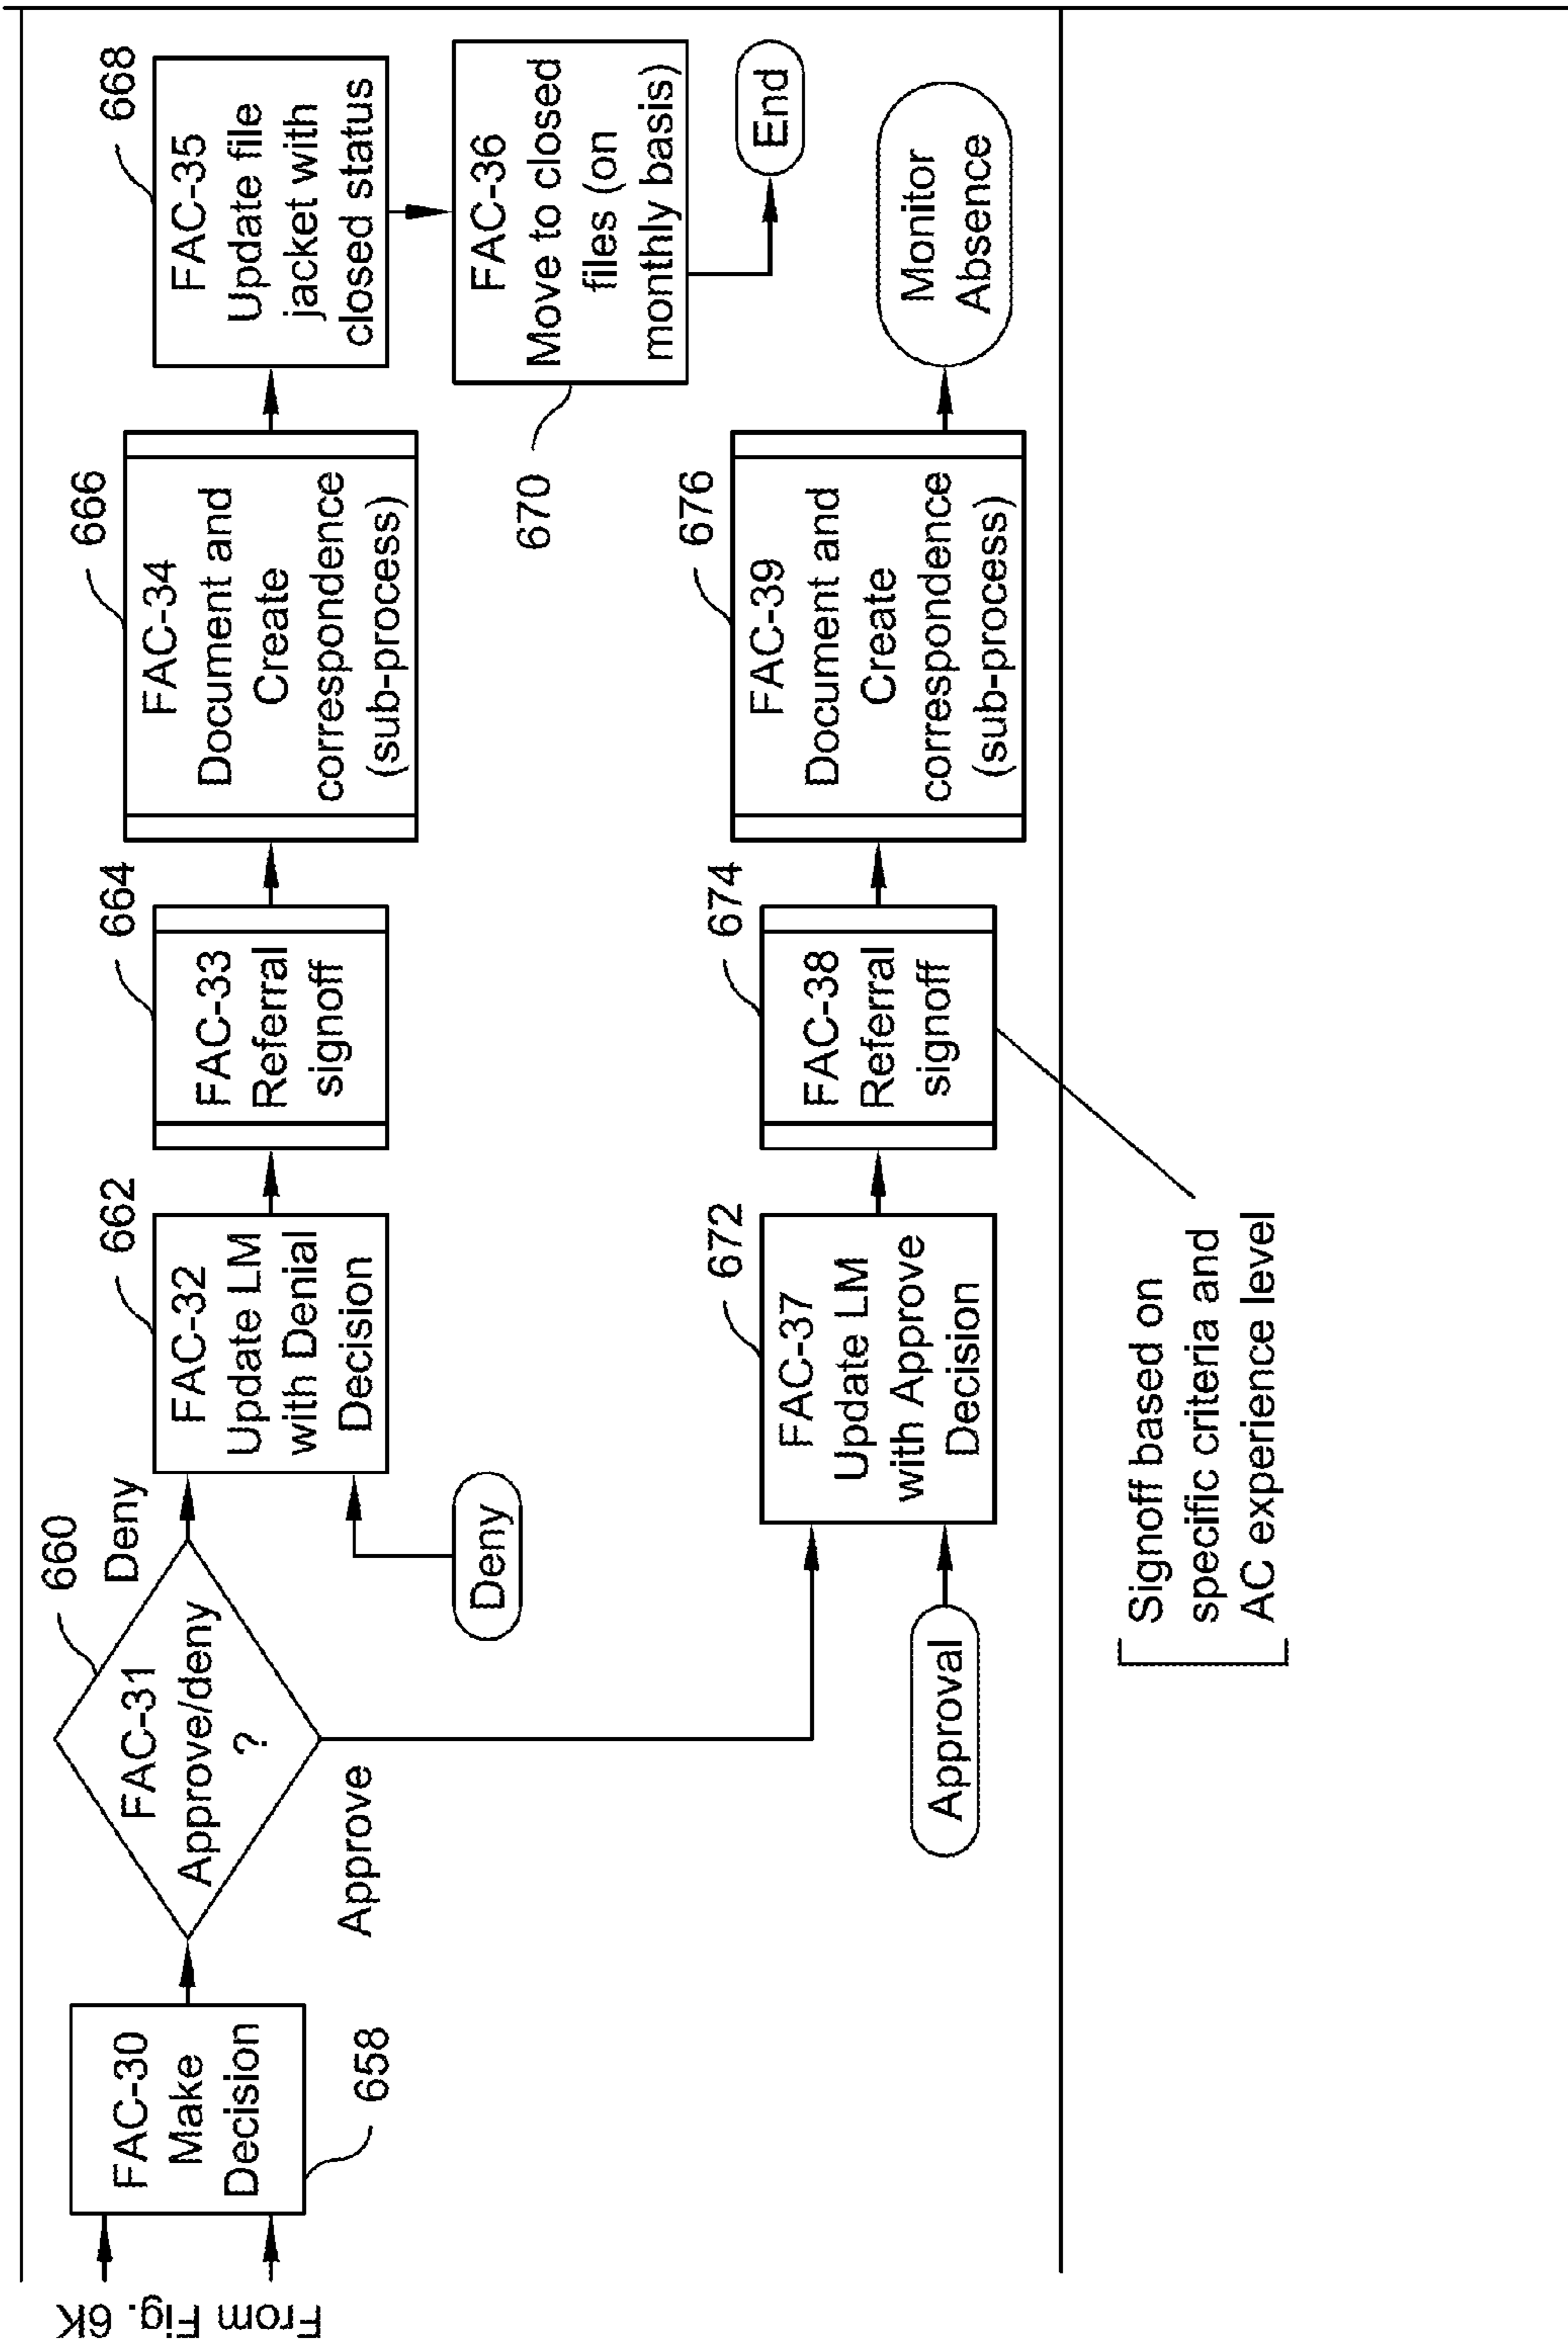 From Fig. 6K
FAC-30
Make
Decision
658
FAC-31
Approve/deny
?
660
Deny
Approve
FAC-32
Update LM
with Denial
Decision
662
Deny
FAC-33
Referral
signoff
664
FAC-34
Document and
Create
correspondence
(sub-process)
666
FAC-35
Update file
jacket with
closed status
668
FAC-36
Move to closed
files (on
monthly basis)
670
End
Approval
FAC-37
Update LM
with Approve
Decision
672
FAC-38
Referral
signoff
674
FAC-39
Document and
Create
correspondence
(sub-process)
676
Monitor
Absence
Signoff based on
specific criteria and
AC experience level